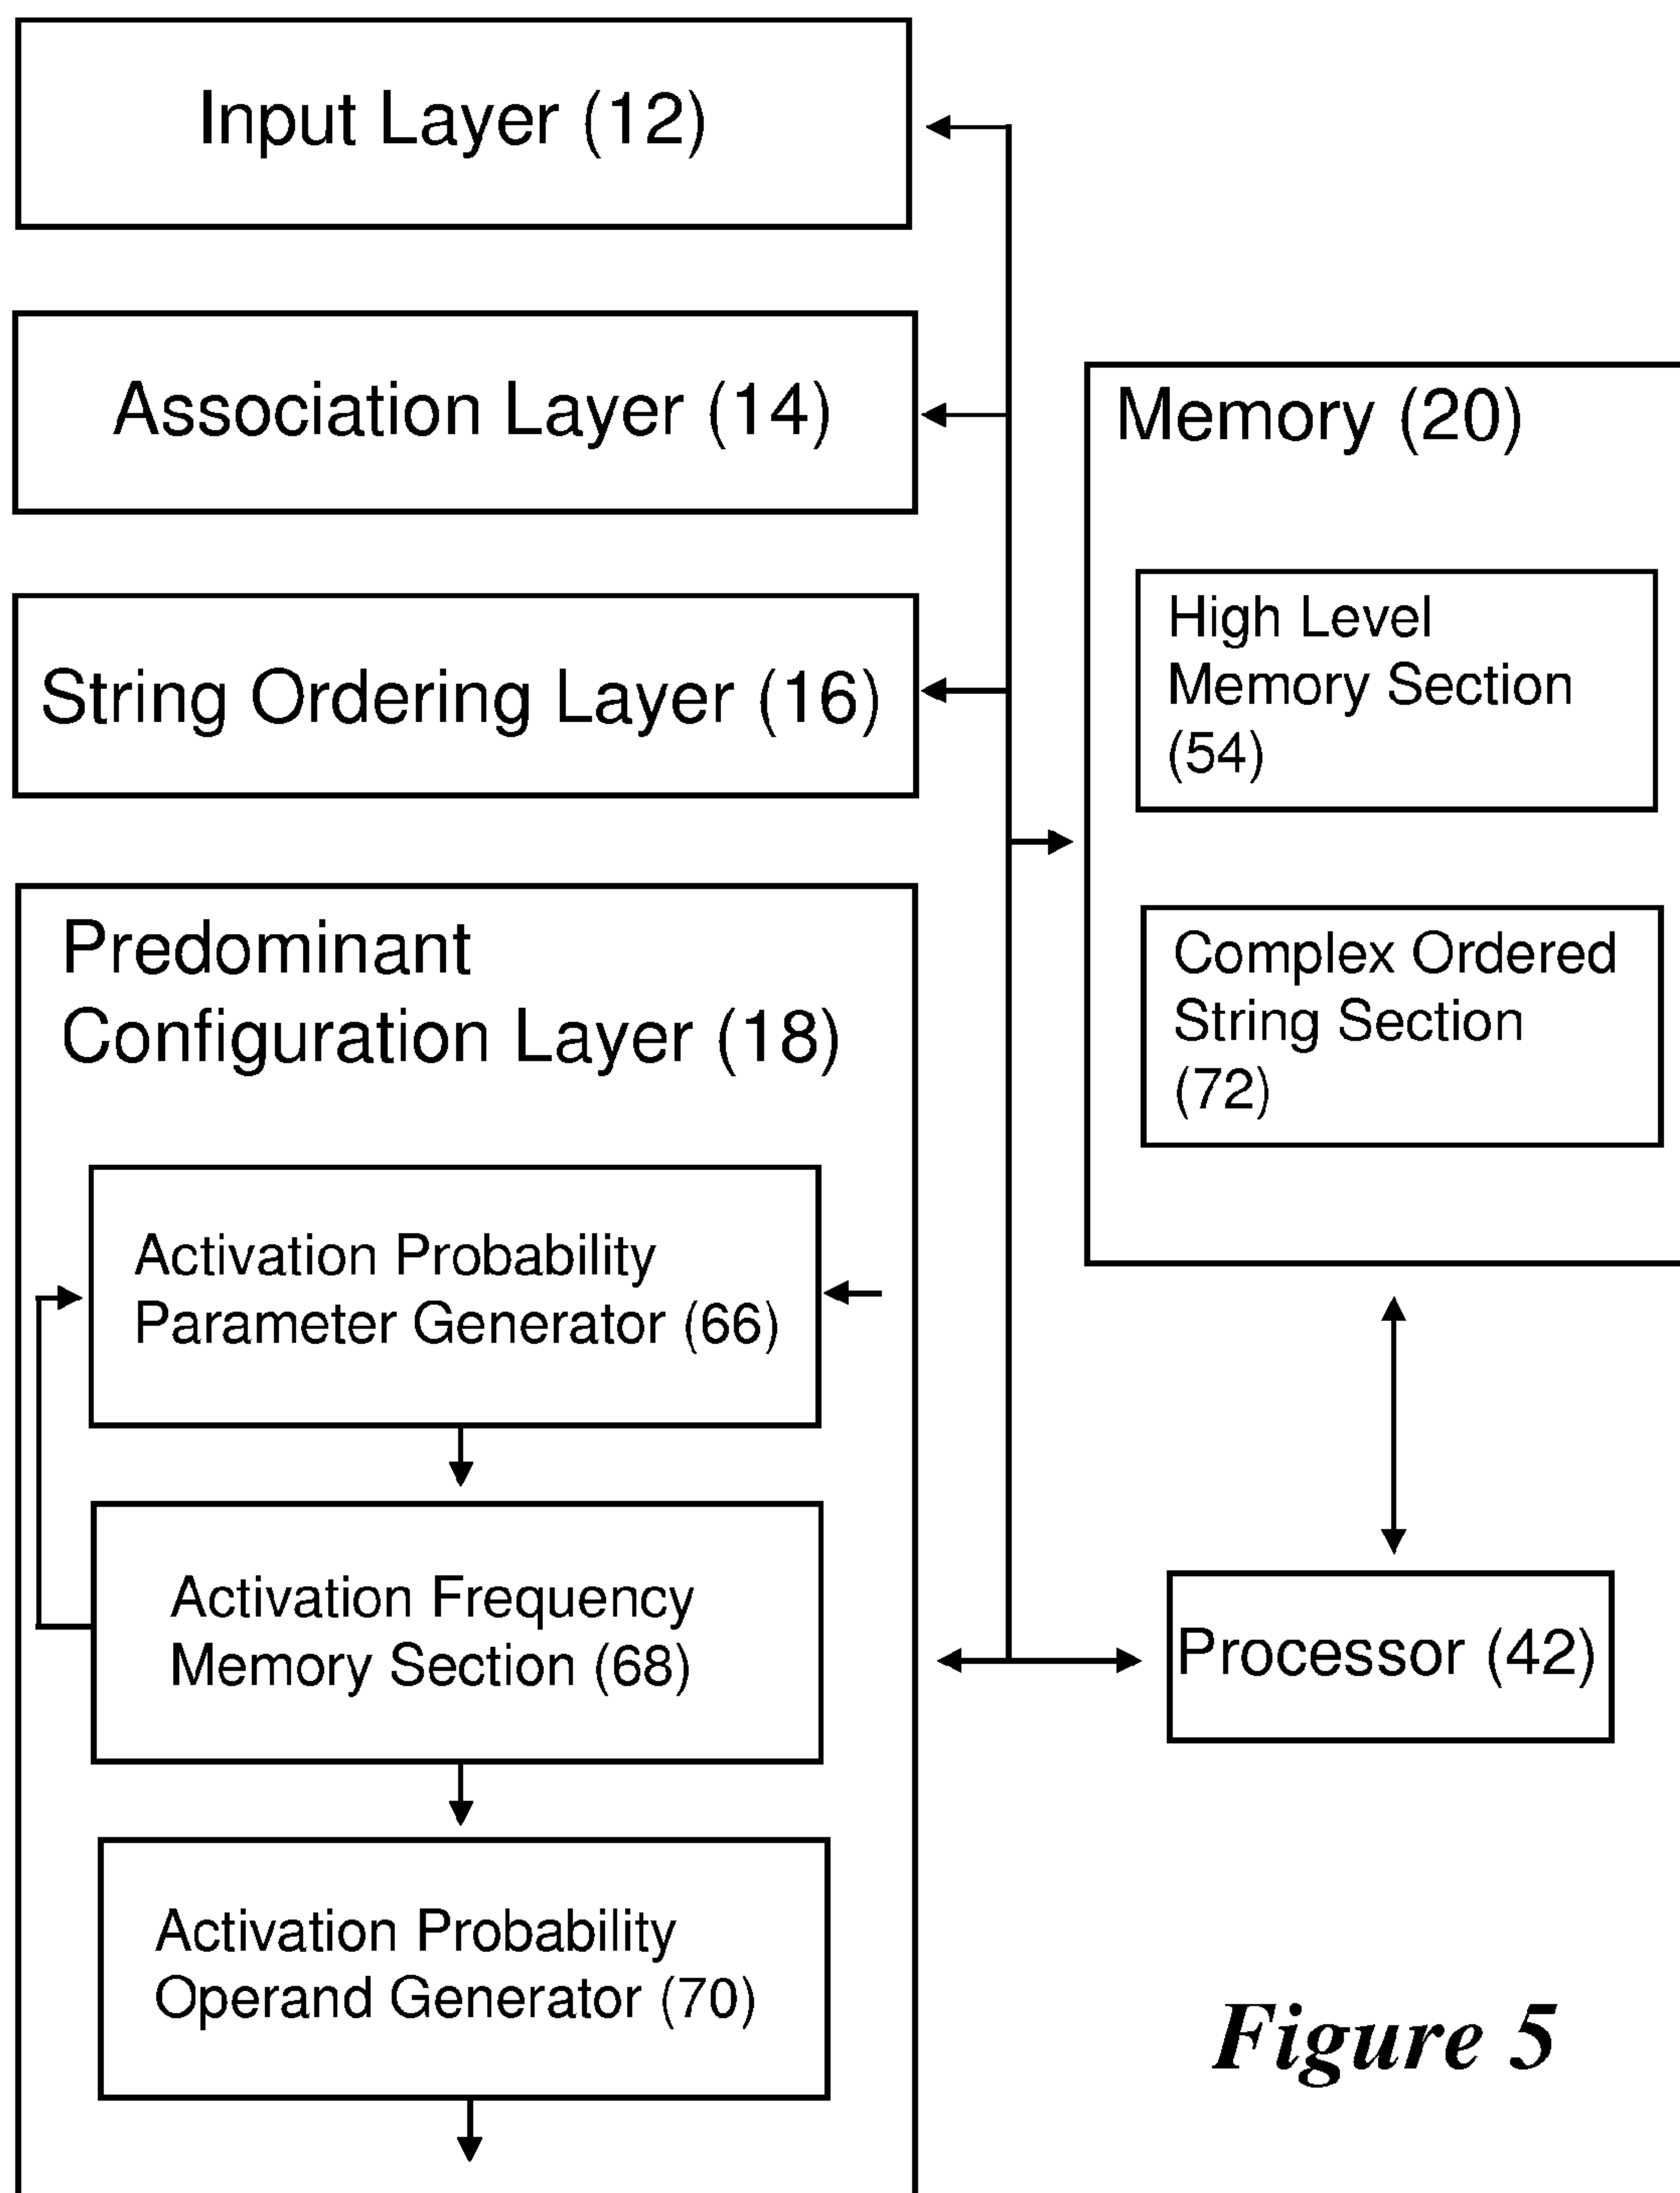 Input Layer (12)
Association Layer (14)
String Ordering Layer (16)
Predominant
Configuration Layer (18)
Activation Probability
Parameter Generator (66)
Activation Frequency
Memory Section (68)
Activation Probability
Operand Generator (70)
Memory (20)
High Level
Memory Section
(54)
Complex Ordered
String Section
(72)
Processor (42)
Figure 5